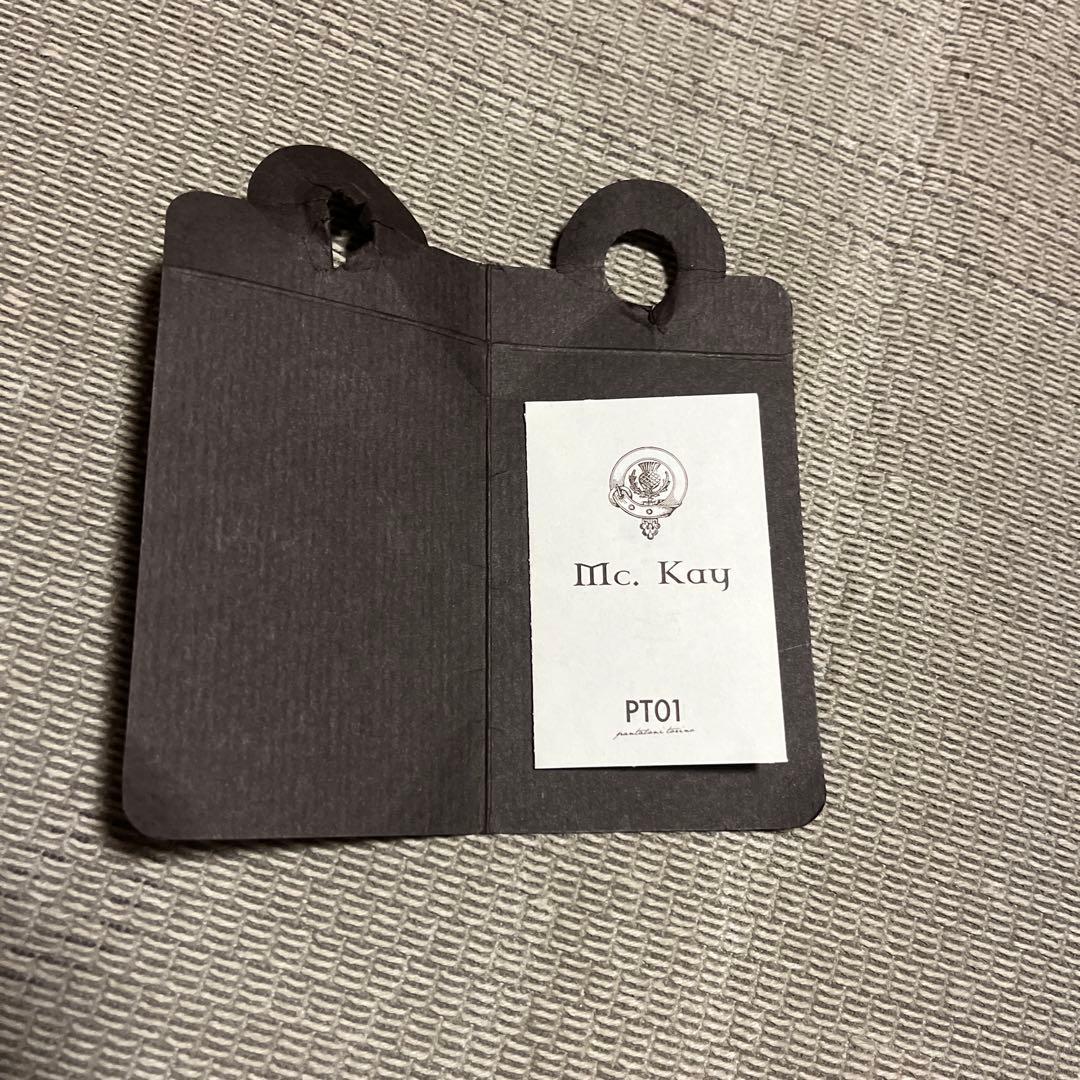 Mc. Kay
PT01
pantaloni torino